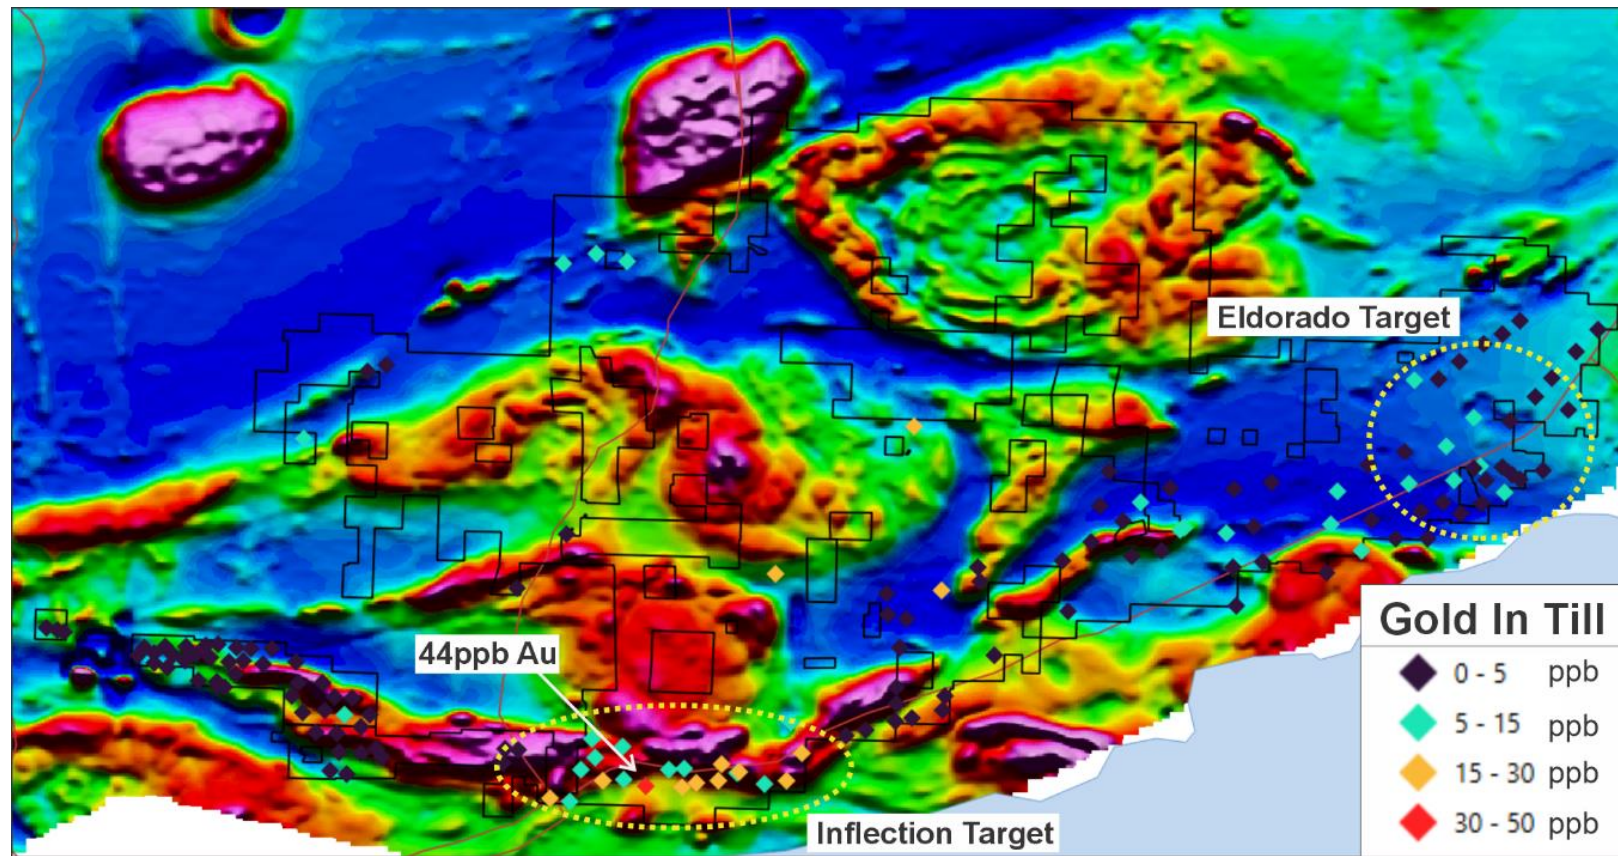 Eldorado Target
44ppb Au
Inflection Target
Gold In Till
0 - 5 ppb
5 - 15 ppb
15 - 30 ppb
30 - 50 ppb